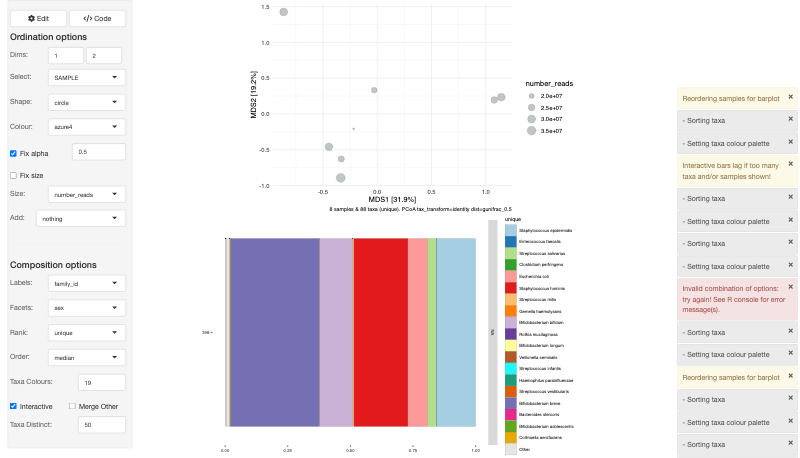 Edit
Code
Ordination options
Dims:
1
2
Select:
SAMPLE
Shape:
circle
Colour:
azure4
Fix alpha
0.5
Fix size
Size:
number_reads
Add:
nothing
Composition options
Labels:
family_id
Facets:
sex
Rank:
unique
Order:
median
Taxa Colours:
19
Interactive
Merge Other
Taxa Distinct:
50
1.5
1.0
0.5
0.0
-0.5
-1.0
MDS2 [19.2%]
-0.5
0.0
0.5
1.0
MDS1 [31.9%]
8 samples & 88 taxa (unique). PCoA tax_transform=identity dist=gunifrac_0.5
number_reads
2.0e+07
2.5e+07
3.0e+07
3.5e+07
0.00
0.25
0.50
0.75
1.00
unique
Staphylococcus epidermidis
Enterococcus faecalis
Streptococcus salivarius
Clostridium perfringens
Escherichia coli
Staphylococcus hominis
Streptococcus mitis
Gemella haemolysans
Bifidobacterium bifidum
Rothia mucilaginosa
Bifidobacterium longum
Veillonella seminalis
Streptococcus infantis
Haemophilus parainfluenzae
Streptococcus vestibularis
Bifidobacterium breve
Bacteroides stercoris
Bifidobacterium adolescentis
Collinsella aerofaciens
Other
Reordering samples for barplot
- Sorting taxa
- Setting taxa colour palette
Interactive bars lag if too many
taxa and/or samples shown!
- Sorting taxa
- Setting taxa colour palette
- Sorting taxa
- Setting taxa colour palette
Invalid combination of options:
try again! See R console for error
message(s).
- Sorting taxa
- Setting taxa colour palette
Reordering samples for barplot
- Sorting taxa
- Setting taxa colour palette
- Sorting taxa